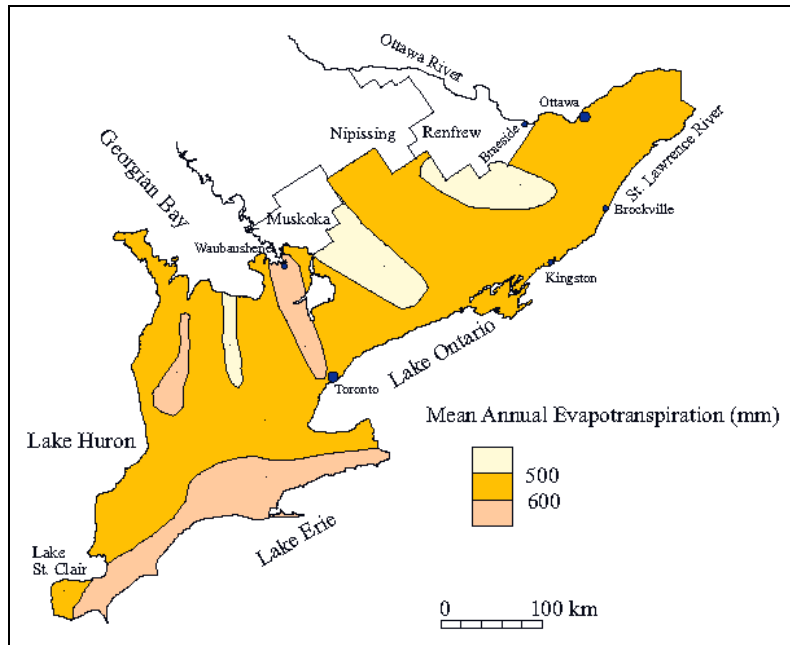 Ottawa River
Ottawa
Nipissing
Renfrew
Braeside
St. Lawrence River
Georgian Bay
Muskoka
Brockville
Waubaushene
Kingston
Lake Ontario
Toronto
Mean Annual Evapotranspiration (mm)
Lake Huron
500
600
Lake Erie
Lake
St. Clair
0 100 km